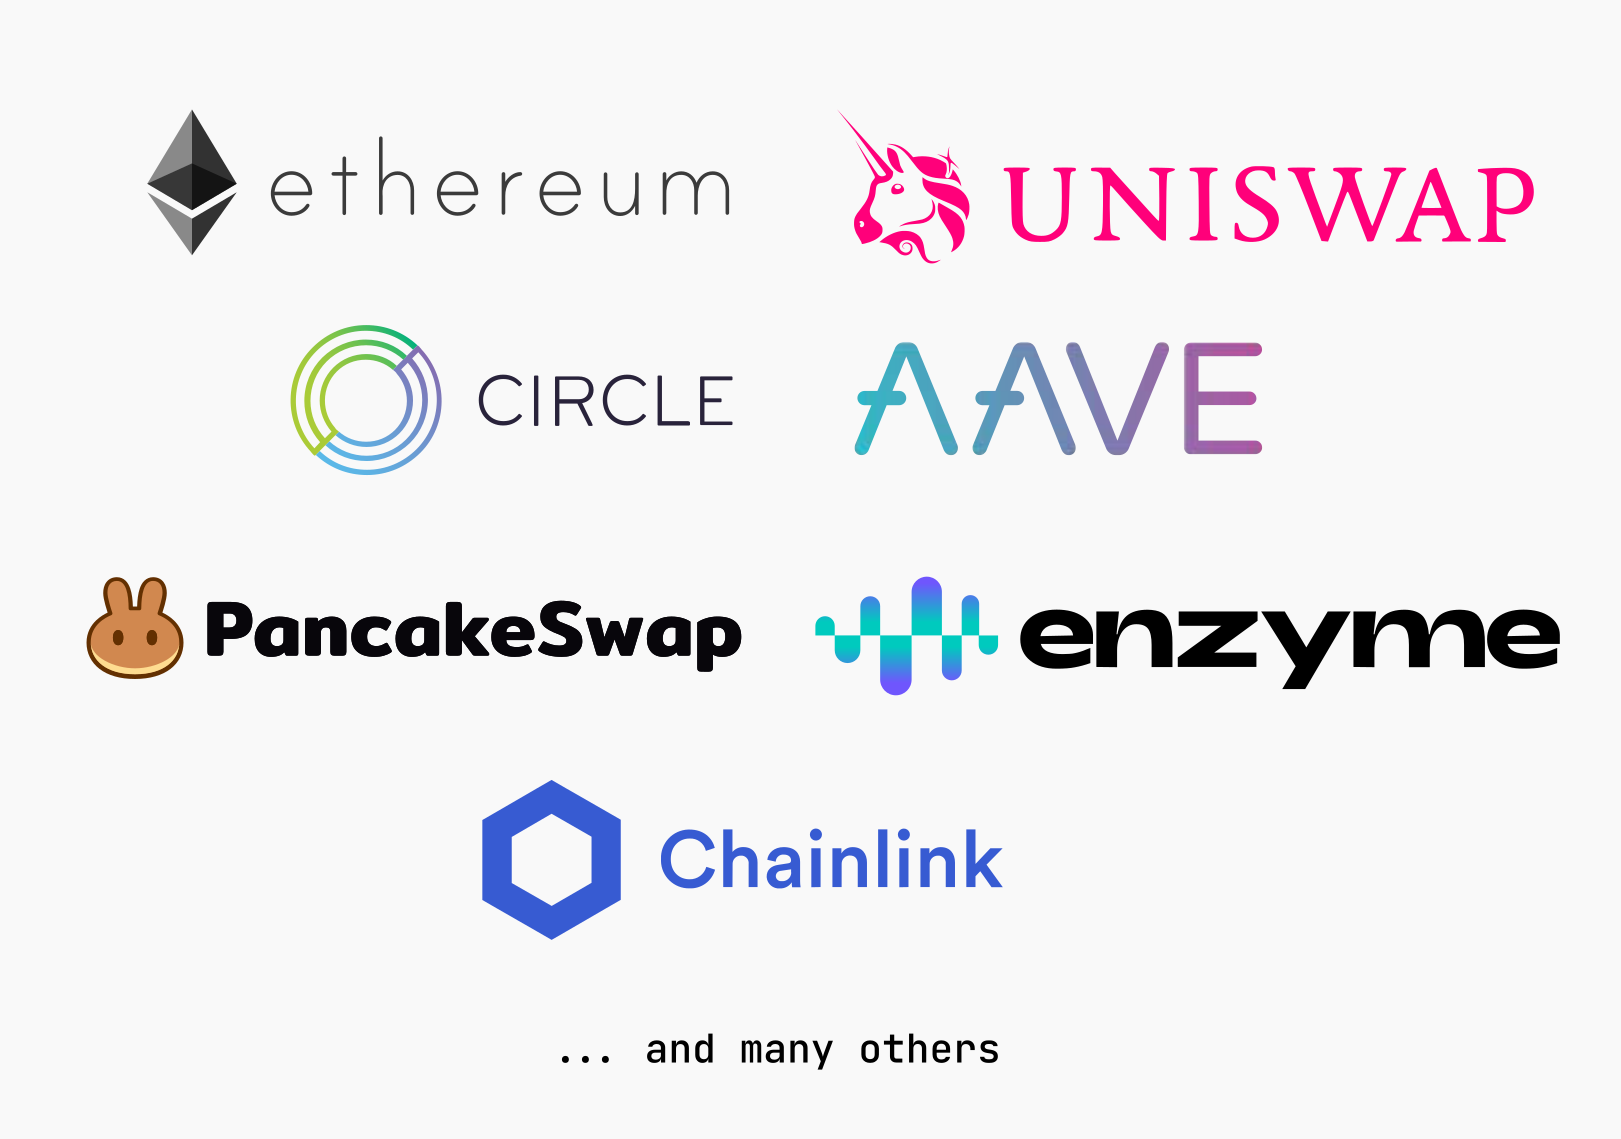 ethereum
UNISWAP
CIRCLE
AAVE
PancakeSwap
enzyme
Chainlink
... and many others